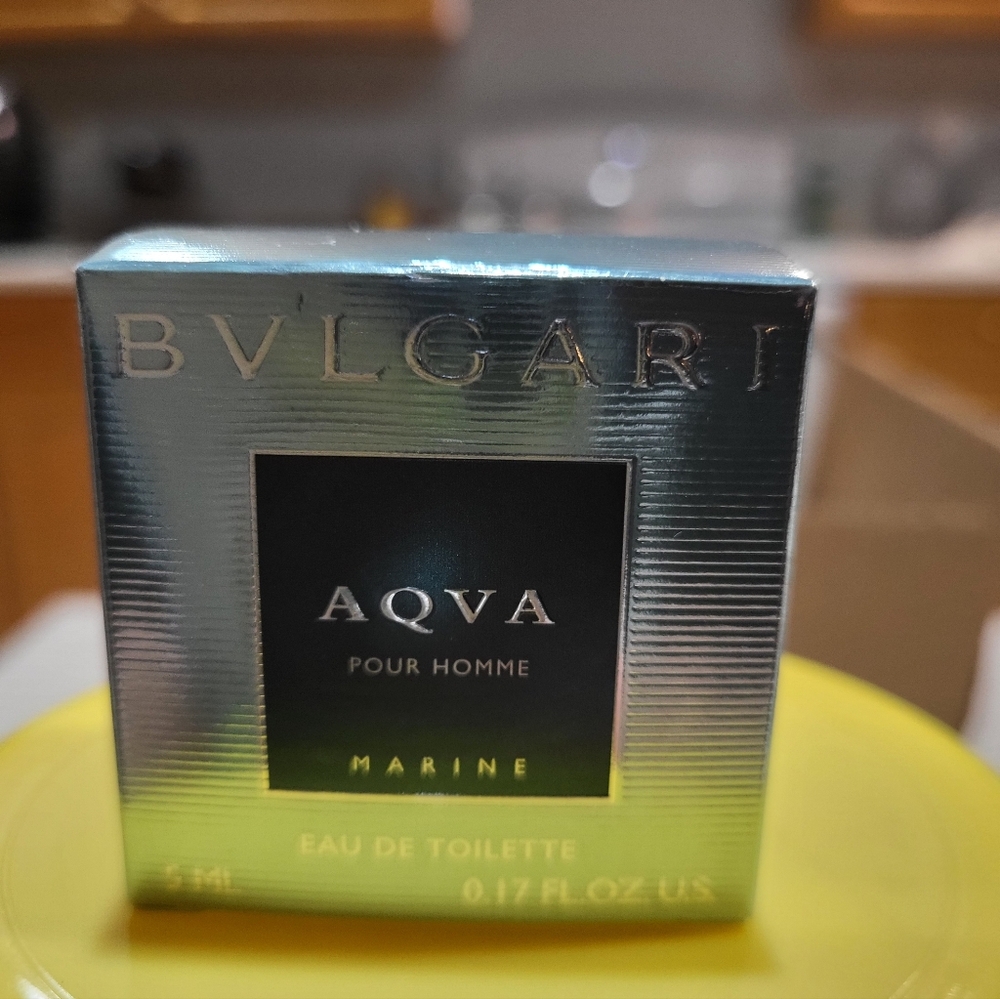 BVLGARI
AQVA
POUR HOMME
MARINE
EAU DE TOILETTE
5 ML 0.17 FL.OZ. U.S.